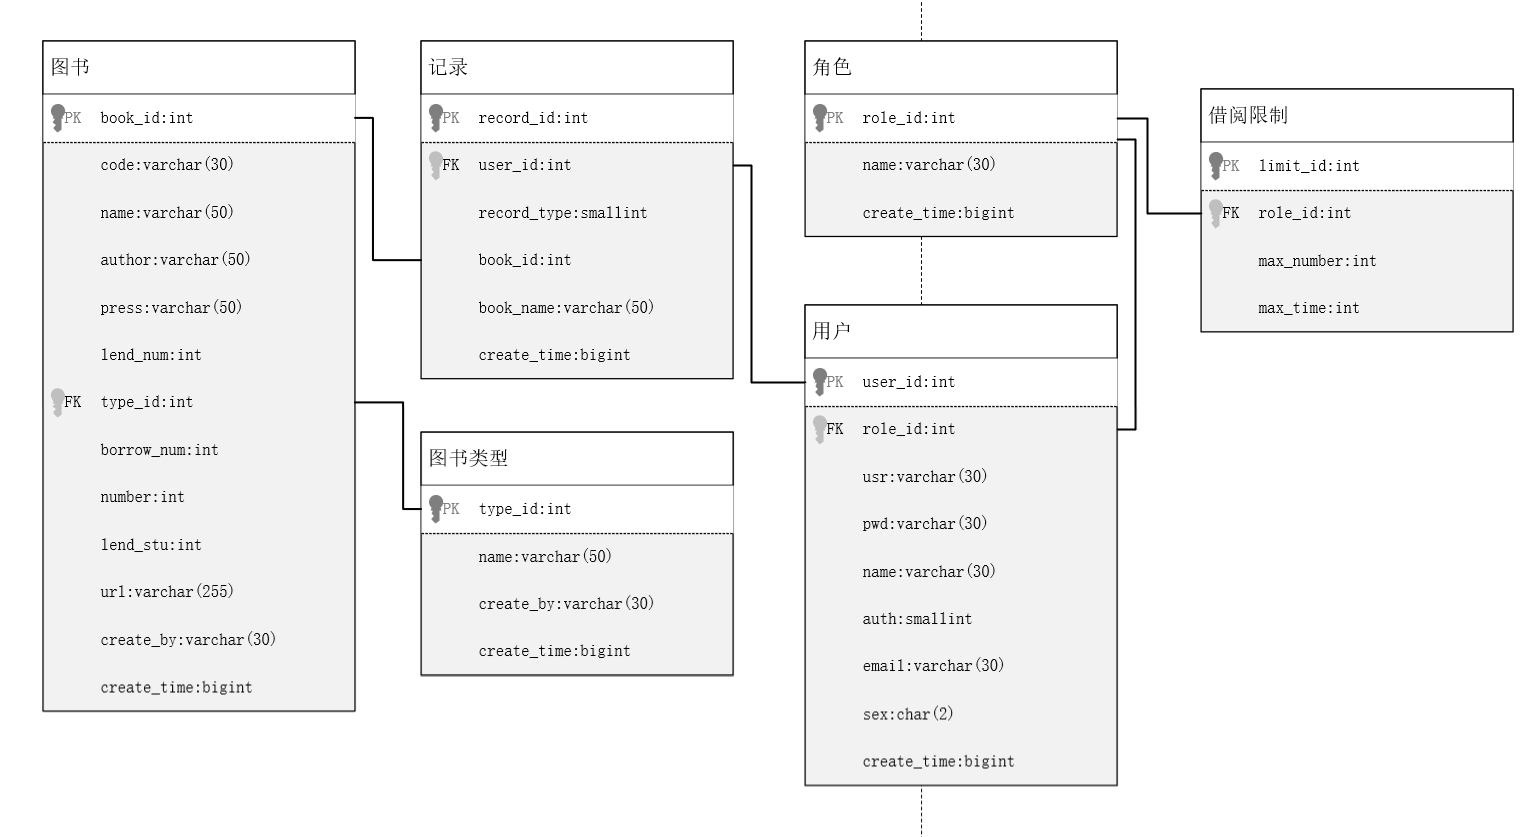 图书
PK book_id:int
code:varchar(30)
name:varchar(50)
author:varchar(50)
press:varchar(50)
lend_num:int
FK type_id:int
borrow_num:int
number:int
lend_stu:int
url:varchar(255)
create_by:varchar(30)
create_time:bigint
记录
PK record_id:int
FK user_id:int
record_type:smallint
book_id:int
book_name:varchar(50)
create_time:bigint
图书类型
PK type_id:int
name:varchar(50)
create_by:varchar(30)
create_time:bigint
角色
PK role_id:int
name:varchar(30)
create_time:bigint
用户
PK user_id:int
FK role_id:int
usr:varchar(30)
pwd:varchar(30)
name:varchar(30)
auth:smallint
email:varchar(30)
sex:char(2)
create_time:bigint
借阅限制
PK limit_id:int
FK role_id:int
max_number:int
max_time:int